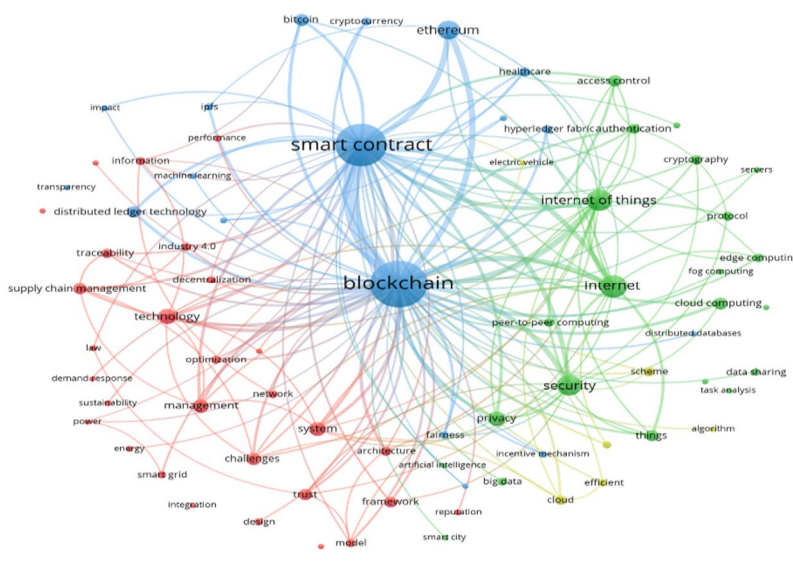 bitcoin
cryptocurrency
ethereum
healthcare
access control
impact
ipfs
performance
hyperledger fabric
authentication
smart contract
information
electric vehicle
cryptography
machine learning
servers
transparency
internet of things
distributed ledger technology
protocol
industry 4.0
traceability
edge computin
fog computing
decentralization
blockchain
internet
supply chain management
cloud computing
technology
peer-to-peer computing
distributed databases
law
optimization
scheme
data sharing
demand response
security
task analysis
network
sustainability
management
power
privacy
system
algorithm
fairness
things
energy
architecture
incentive mechanism
challenges
artificial intelligence
smart grid
big data
efficient
trust
framework
cloud
integration
reputation
design
smart city
model